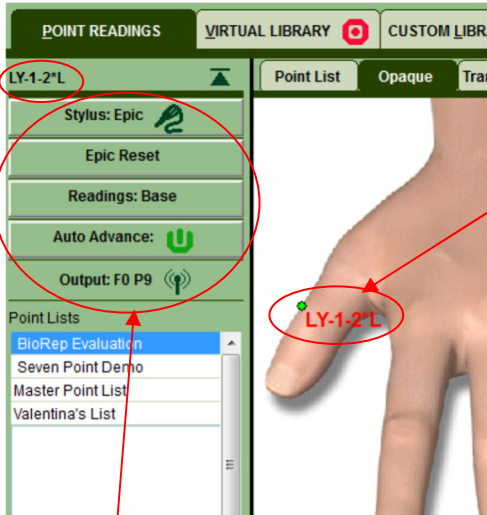 POINT READINGS
VIRTUAL LIBRARY
CUSTOM LIBR
LY-1-2*L
Point List
Opaque
Tra
Stylus: Epic
Epic Reset
Readings: Base
Auto Advance:
Output: F0 P9
LY-1-2*L
Point Lists
BioRep Evaluation
Seven Point Demo
Master Point List
Valentina's List